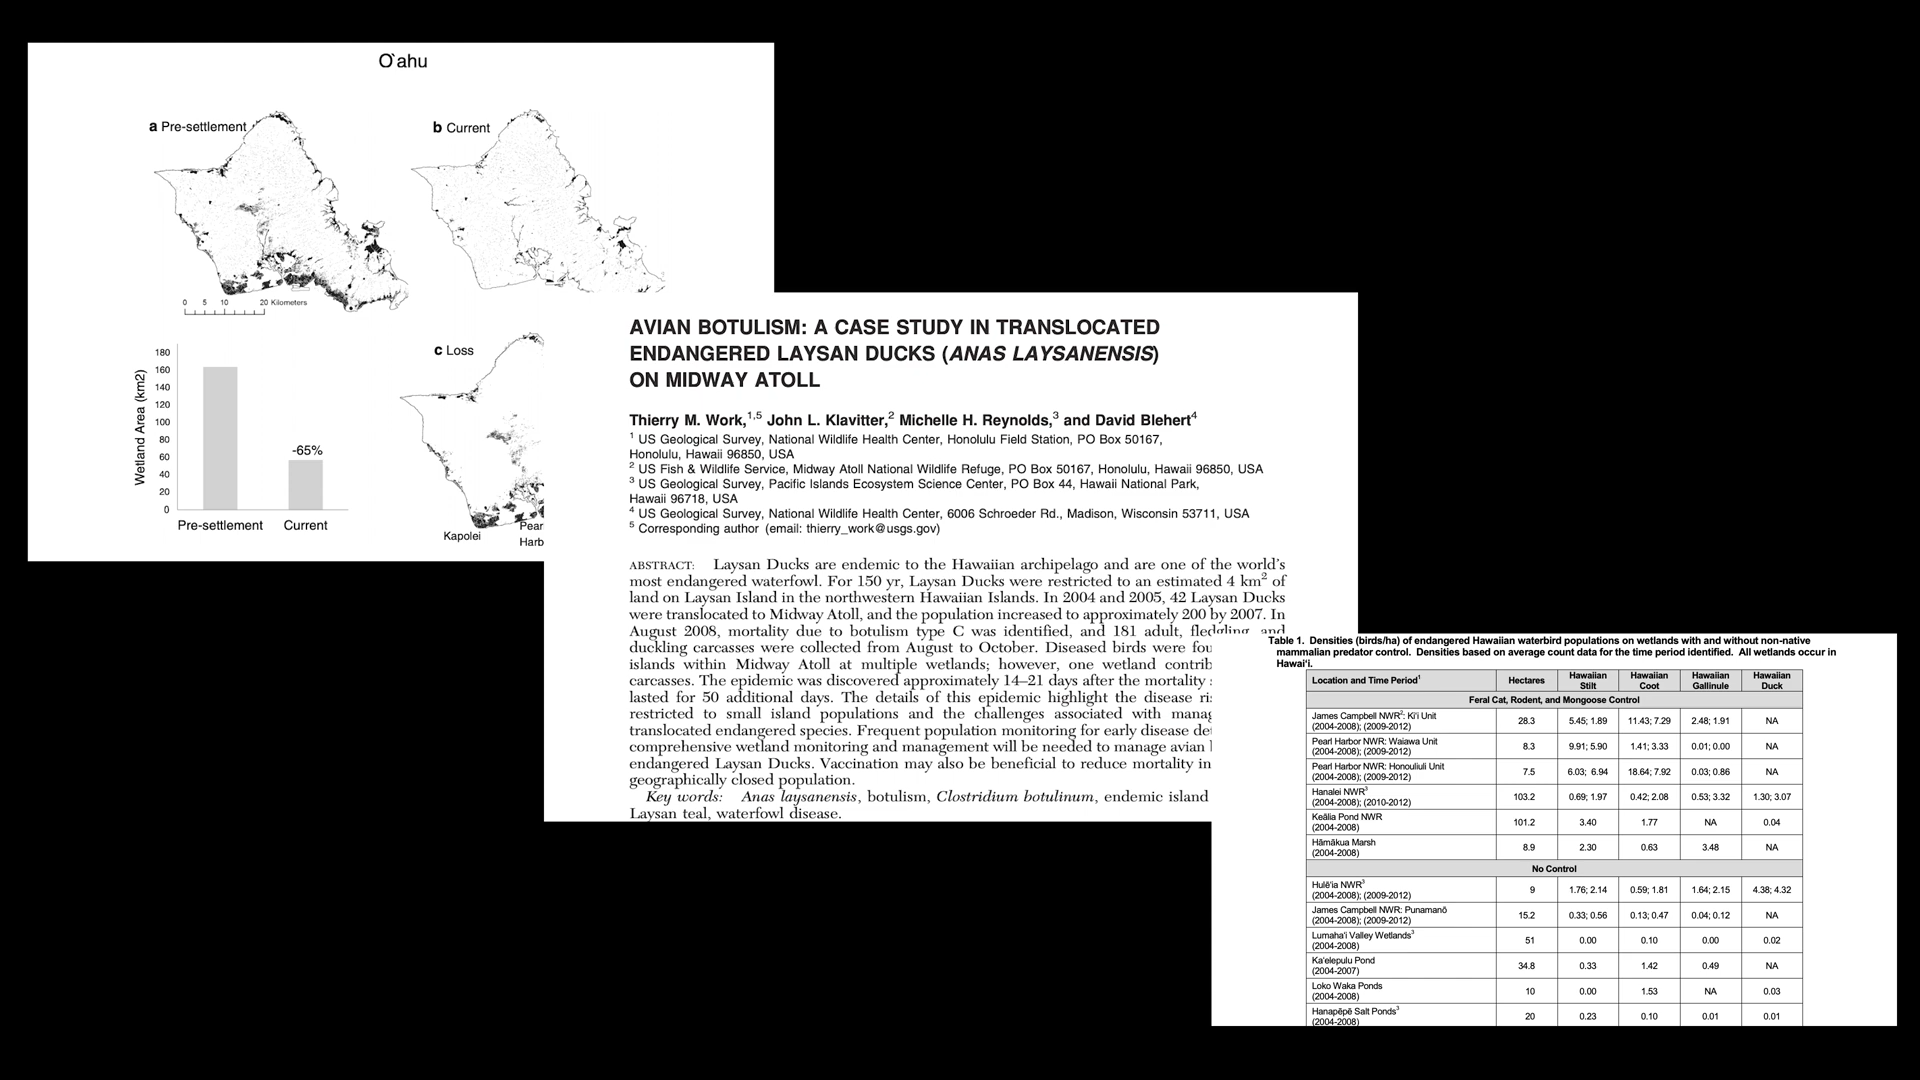 O`ahu
a Pre-settlement
b Current
0 5 10 20 Kilometers
c Loss
Wetland Area (km2)
180
160
140
120
100
80
60
40
20
0
-65%
Pre-settlement Current
Kapolei
Pear
Harb
AVIAN BOTULISM: A CASE STUDY IN TRANSLOCATED
ENDANGERED LAYSAN DUCKS (ANAS LAYSANENSIS)
ON MIDWAY ATOLL
Thierry M. Work,1,5 John L. Klavitter,2 Michelle H. Reynolds,3 and David Blehert4
1 US Geological Survey, National Wildlife Health Center, Honolulu Field Station, PO Box 50167,
Honolulu, Hawaii 96850, USA
2 US Fish & Wildlife Service, Midway Atoll National Wildlife Refuge, PO Box 50167, Honolulu, Hawaii 96850, USA
3 US Geological Survey, Pacific Islands Ecosystem Science Center, PO Box 44, Hawaii National Park,
Hawaii 96718, USA
4 US Geological Survey, National Wildlife Health Center, 6006 Schroeder Rd., Madison, Wisconsin 53711, USA
5 Corresponding author (email: thierry_work@usgs.gov)
ABSTRACT: Laysan Ducks are endemic to the Hawaiian archipelago and are one of the world's
most endangered waterfowl. For 150 yr, Laysan Ducks were restricted to an estimated 4 km2 of
land on Laysan Island in the northwestern Hawaiian Islands. In 2004 and 2005, 42 Laysan Ducks
were translocated to Midway Atoll, and the population increased to approximately 200 by 2007. In
August 2008, mortality due to botulism type C was identified, and 181 adult, fledgling, and
duckling carcasses were collected from August to October. Diseased birds were fou
islands within Midway Atoll at multiple wetlands; however, one wetland contrib
carcasses. The epidemic was discovered approximately 14–21 days after the mortality
lasted for 50 additional days. The details of this epidemic highlight the disease ri
restricted to small island populations and the challenges associated with manag
translocated endangered species. Frequent population monitoring for early disease de
comprehensive wetland monitoring and management will be needed to manage avian
endangered Laysan Ducks. Vaccination may also be beneficial to reduce mortality in
geographically closed population.
Key words: Anas laysanensis, botulism, Clostridium botulinum, endemic island
Laysan teal, waterfowl disease.
Table 1. Densities (birds/ha) of endangered Hawaiian waterbird populations on wetlands with and without non-native
mammalian predator control. Densities based on average count data for the time period identified. All wetlands occur in
Hawai'i.
Location and Time Period1 Hectares Hawaiian Stilt Hawaiian Coot Hawaiian Gallinule Hawaiian Duck
Feral Cat, Rodent, and Mongoose Control
James Campbell NWR2: Ki'i Unit
(2004-2008); (2009-2012) 28.3 5.45; 1.89 11.43; 7.29 2.48; 1.91 NA
Pearl Harbor NWR: Waiawa Unit
(2004-2008); (2009-2012) 8.3 9.91; 5.90 1.41; 3.33 0.01; 0.00 NA
Pearl Harbor NWR: Honouliuli Unit
(2004-2008); (2009-2012) 7.5 6.03; 6.94 18.64; 7.92 0.03; 0.86 NA
Hanalei NWR3
(2004-2008); (2010-2012) 103.2 0.69; 1.97 0.42; 2.08 0.53; 3.32 1.30; 3.07
Keālia Pond NWR
(2004-2008) 101.2 3.40 1.77 NA 0.04
Hāmākua Marsh
(2004-2008) 8.9 2.30 0.63 3.48 NA
No Control
Hulē'ia NWR3
(2004-2008); (2009-2012) 9 1.76; 2.14 0.59; 1.81 1.64; 2.15 4.38; 4.32
James Campbell NWR: Punamanō
(2004-2008); (2009-2012) 15.2 0.33; 0.56 0.13; 0.47 0.04; 0.12 NA
Lumaha'i Valley Wetlands3
(2004-2008) 51 0.00 0.10 0.00 0.02
Ka'elepulu Pond
(2004-2007) 34.8 0.33 1.42 0.49 NA
Loko Waka Ponds
(2004-2008) 10 0.00 1.53 NA 0.03
Hanapēpē Salt Ponds3
(2004-2008) 20 0.23 0.10 0.01 0.01